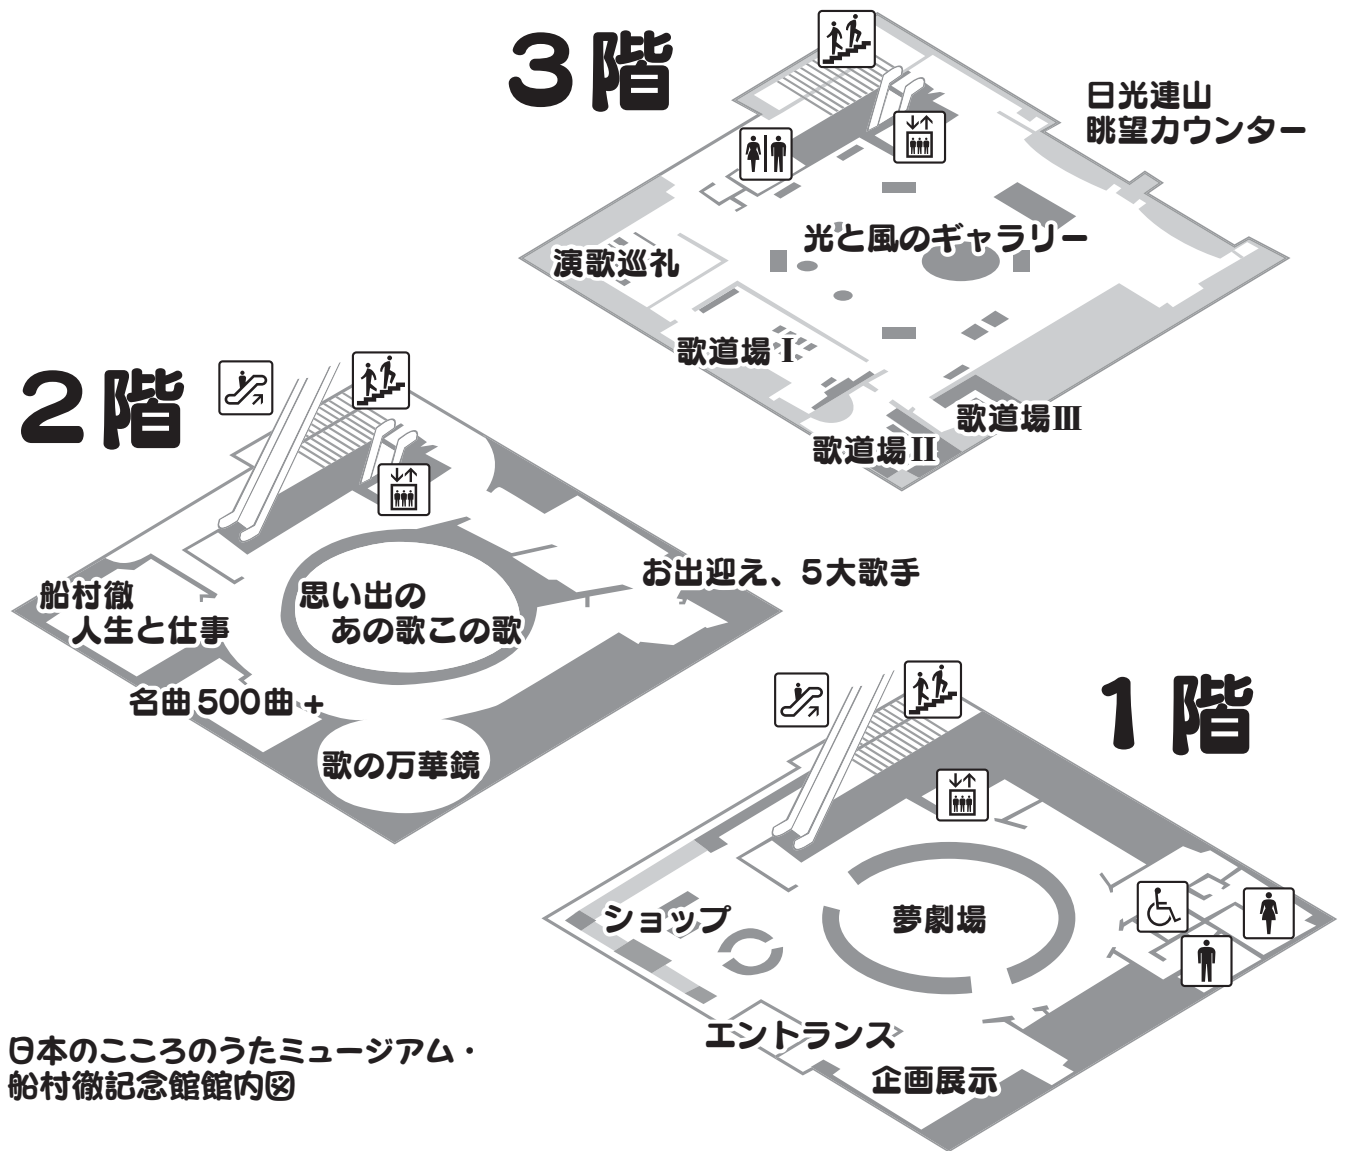 3階
日光連山
眺望カウンター
光と風のギャラリー
演歌巡礼
歌道場Ⅰ
歌道場Ⅲ
歌道場Ⅱ
2階
お出迎え、5大歌手
船村徹
人生と仕事
思い出の
あの歌この歌
名曲500曲+
歌の万華鏡
1階
ショップ
夢劇場
エントランス
企画展示
日本のこころのうたミュージアム・
船村徹記念館館内図